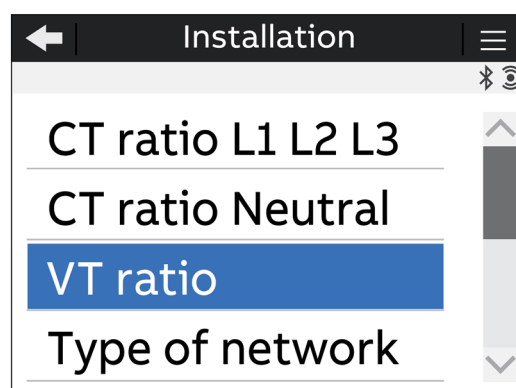 Installation
CT ratio L1 L2 L3
CT ratio Neutral
VT ratio
Type of network